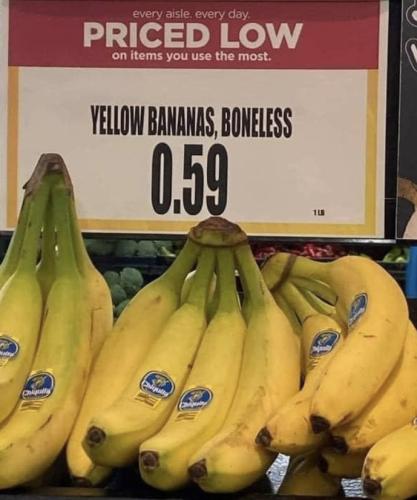 every aisle. every day.
PRICED LOW
on items you use the most.
YELLOW BANANAS, BONELESS
0.59
1 LB
Chiquita
Chiquita
Chiquita
Chiquita
Chiquita